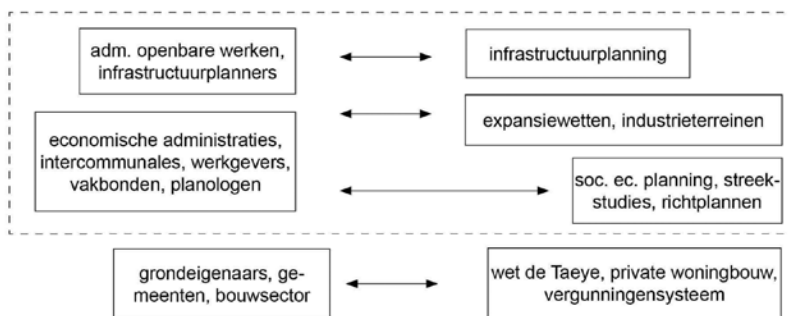 adm. openbare werken,
infrastructuurplanners
infrastructuurplanning
expansiewetten, industrieterreinen
economische administraties,
intercommunales, werkgevers,
vakbonden, planologen
soc. ec. planning, streek-
studies, richtplannen
grondeigenaars, ge-
meenten, bouwsector
wet de Taeye, private woningbouw,
vergunningensysteem